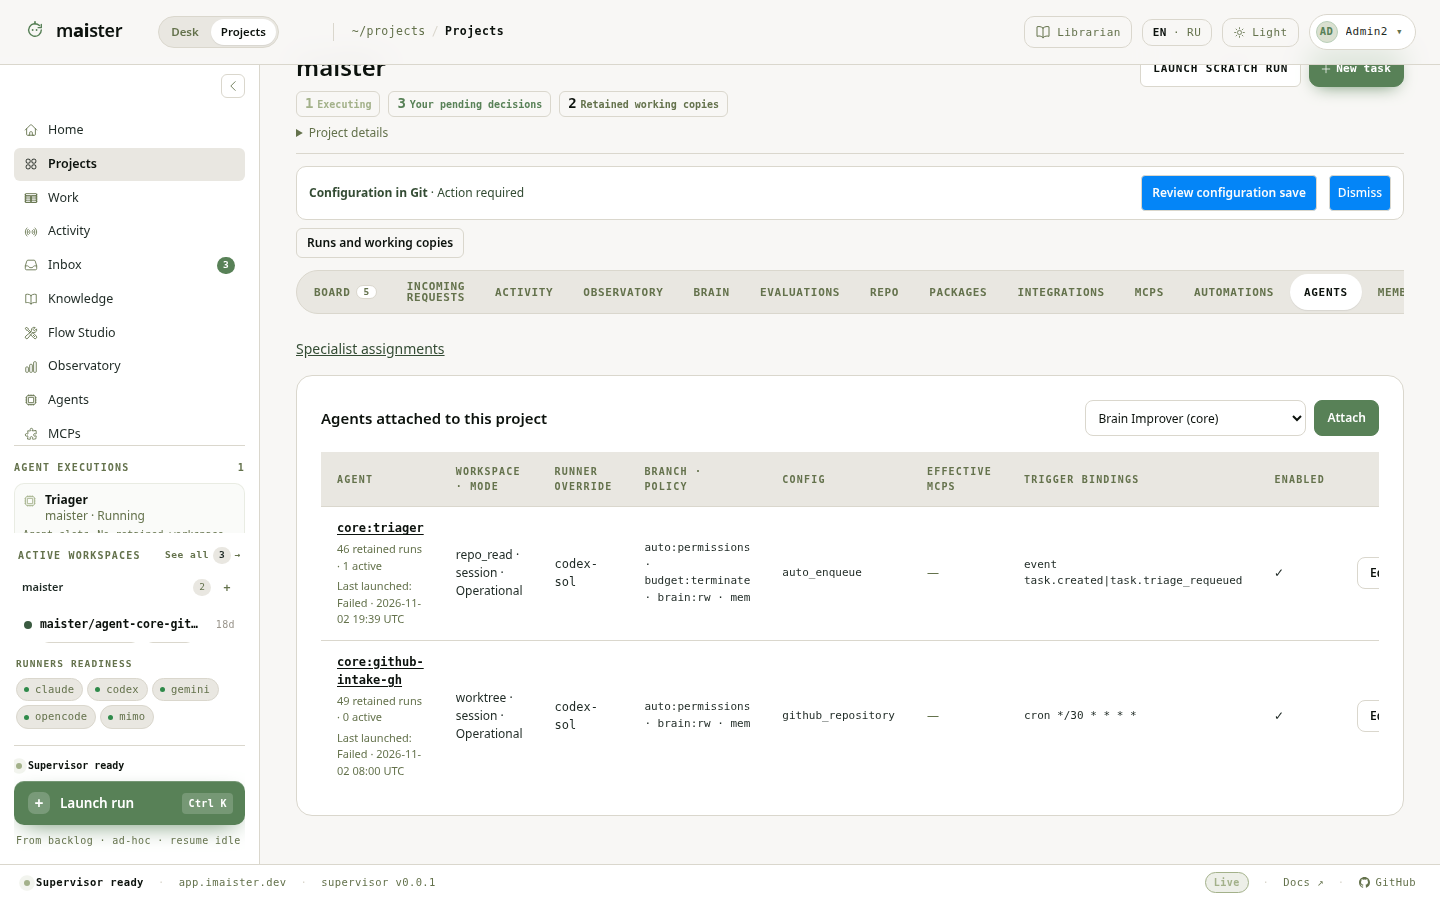 maister
Desk
Projects
~/projects / Projects
Librarian
EN · RU
Light
AD
Admin2
Home
Projects
Work
Activity
Inbox
3
Knowledge
Flow Studio
Observatory
Agents
MCPs
AGENT EXECUTIONS
1
Triager
maister · Running
ACTIVE WORKSPACES
See all 3 →
maister
2
+
maister/agent-core-git…
18d
RUNNERS READINESS
claude
codex
gemini
opencode
mimo
Supervisor ready
+ Launch run
Ctrl K
From backlog · ad-hoc · resume idle
maister
LAUNCH SCRATCH RUN
+ New task
1 Executing
3 Your pending decisions
2 Retained working copies
▶ Project details
Configuration in Git · Action required
Review configuration save
Dismiss
Runs and working copies
BOARD 5
INCOMING
REQUESTS
ACTIVITY
OBSERVATORY
BRAIN
EVALUATIONS
REPO
PACKAGES
INTEGRATIONS
MCPS
AUTOMATIONS
AGENTS
MEMB
Specialist assignments
Agents attached to this project
Brain Improver (core)
Attach
AGENT
WORKSPACE
· MODE
RUNNER
OVERRIDE
BRANCH ·
POLICY
CONFIG
EFFECTIVE
MCPS
TRIGGER BINDINGS
ENABLED
core:triager
46 retained runs
· 1 active
Last launched:
Failed · 2026-11-
02 19:39 UTC
repo_read ·
session ·
Operational
codex-
sol
auto:permissions
·
budget:terminate
· brain:rw · mem
auto_enqueue
—
event
task.created|task.triage_requeued
✓
core:github-
intake-gh
49 retained runs
· 0 active
Last launched:
Failed · 2026-11-
02 08:00 UTC
worktree ·
session ·
Operational
codex-
sol
auto:permissions
· brain:rw · mem
github_repository
—
cron */30 * * * *
✓
Supervisor ready
·
app.imaister.dev
·
supervisor v0.0.1
Live
·
Docs ↗
·
GitHub